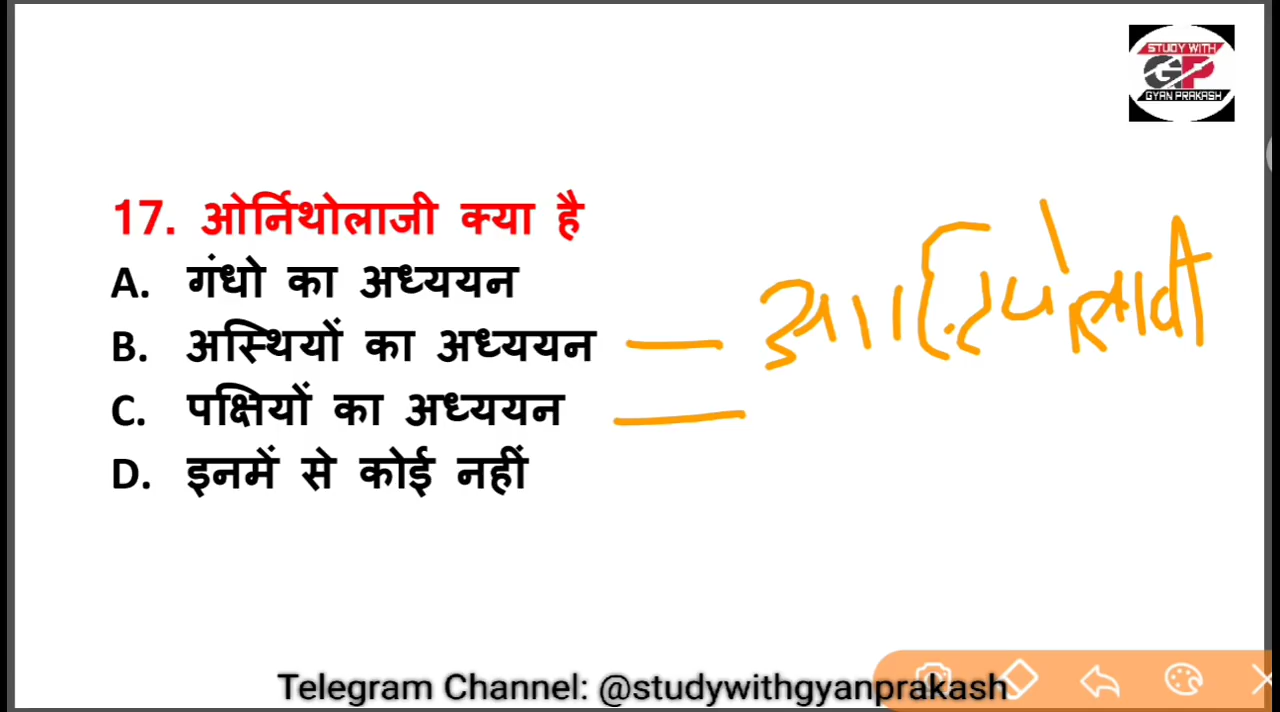 STUDY WITH
GP
GYAN PRAKASH
17. ओर्निथोलाजी क्या है
A. गंधो का अध्ययन
B. अस्थियों का अध्ययन
C. पक्षियों का अध्ययन
D. इनमें से कोई नहीं
Telegram Channel: @studywithgyanprakash